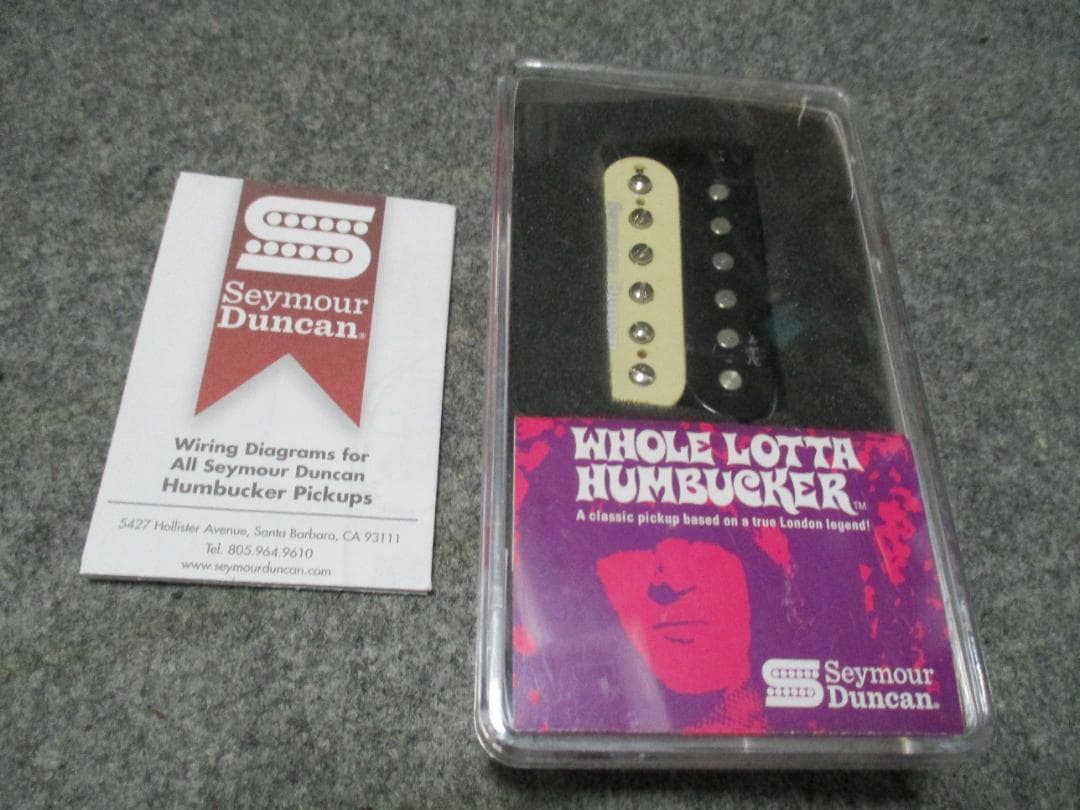 Seymour
Duncan®
Wiring Diagrams for
All Seymour Duncan
Humbucker Pickups
5427 Hollister Avenue, Santa Barbara, CA 93111
Tel. 805.964.9610
www.seymourduncan.com
WHOLE LOTTA
HUMBUCKER™
A classic pickup based on a true London legend!
Seymour
Duncan®